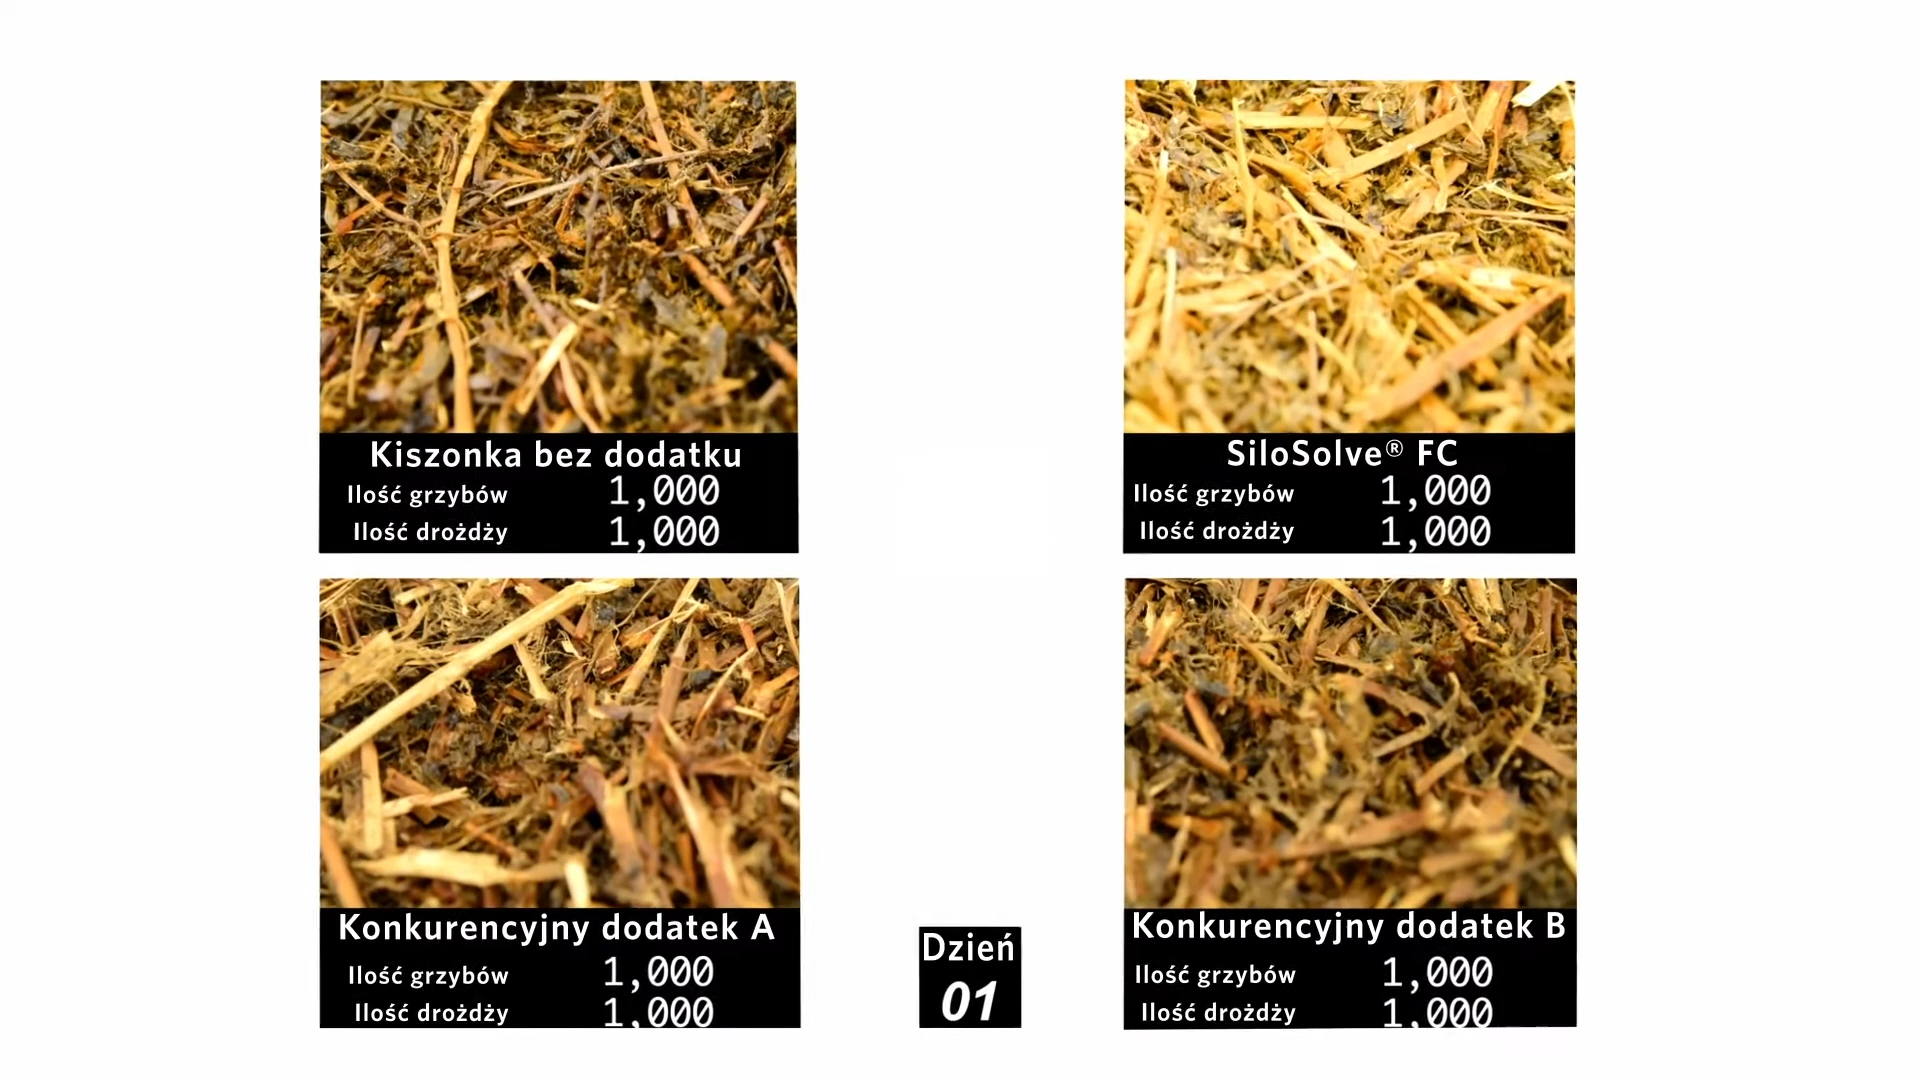 Kiszonka bez dodatku
Ilość grzybów 1,000
Ilość drożdży 1,000
SiloSolve® FC
Ilość grzybów 1,000
Ilość drożdży 1,000
Konkurencyjny dodatek A
Ilość grzybów 1,000
Ilość drożdży 1,000
Dzień
01
Konkurencyjny dodatek B
Ilość grzybów 1,000
Ilość drożdży 1,000